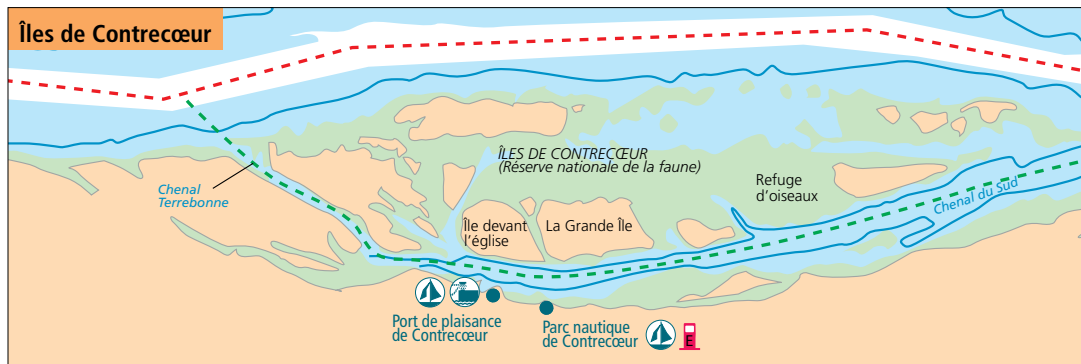 Îles de Contrecœur
ÎLES DE CONTRECŒUR
(Réserve nationale de la faune)
Chenal
Terrebonne
Refuge
d'oiseaux
Chenal du Sud
Île devant
l'église
La Grande Île
Port de plaisance
de Contrecœur
Parc nautique
de Contrecœur
E